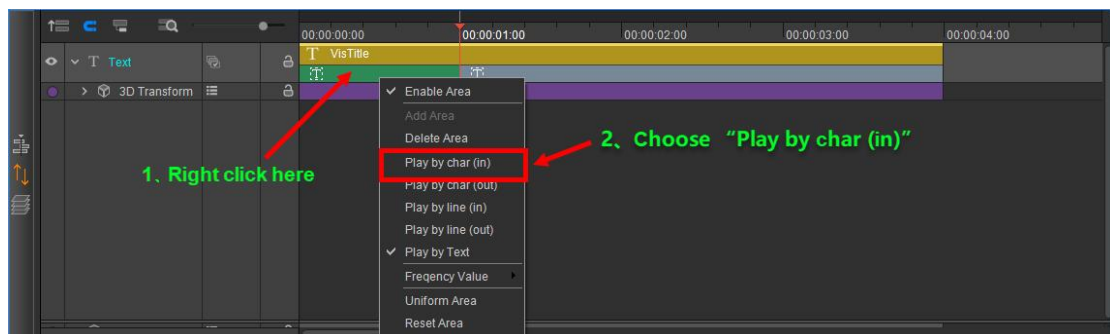 00:00:00:00
00:00:01:00
00:00:02:00
00:00:03:00
00:00:04:00
T VisTitle
T Text
3D Transform
Enable Area
Add Area
Delete Area
Play by char (in)
Play by char (out)
Play by line (in)
Play by line (out)
Play by Text
Freqency Value
Uniform Area
Reset Area
1、Right click here
2、Choose “Play by char (in)”